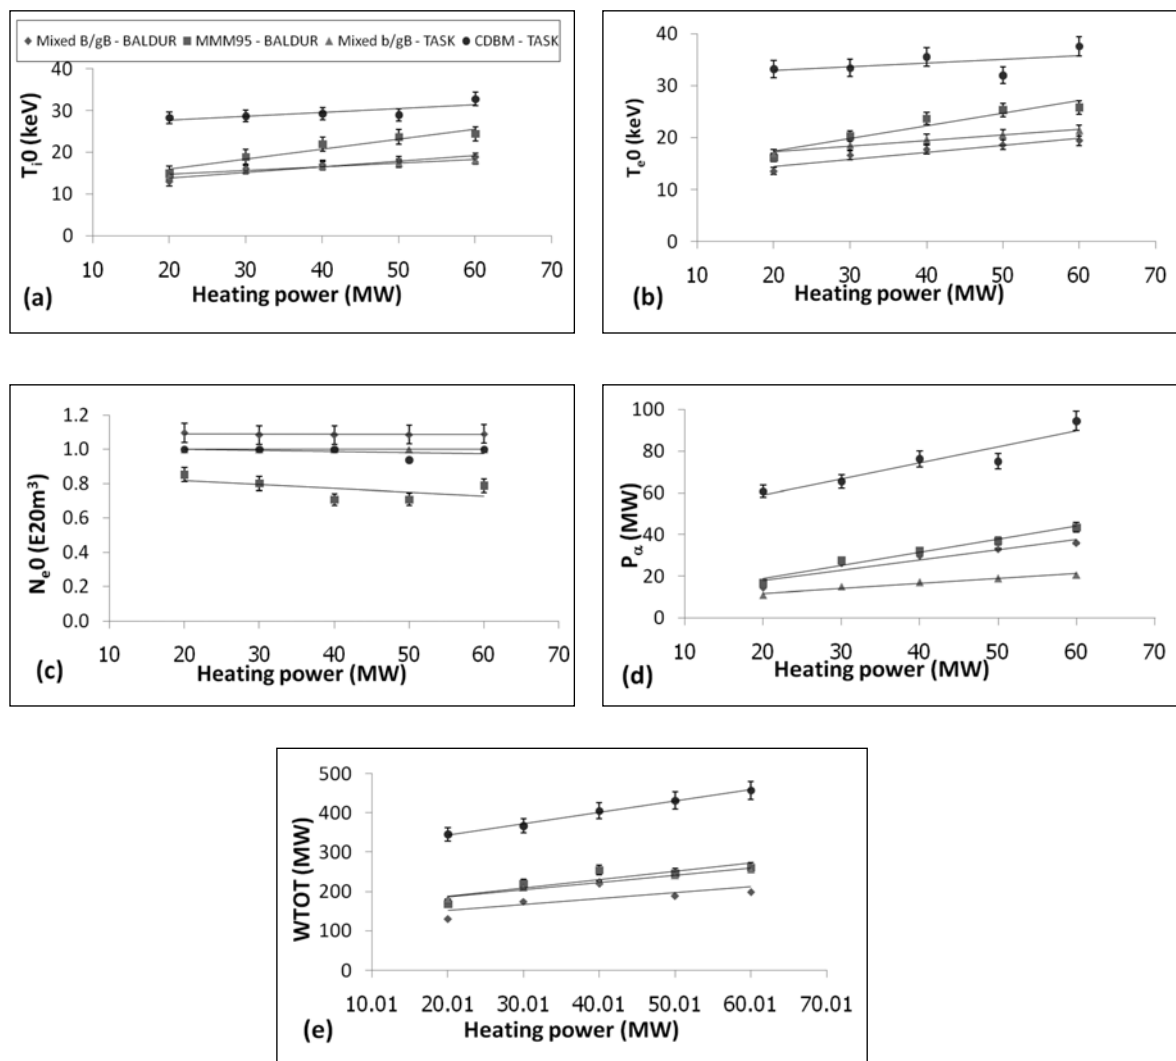 Mixed B/gB - BALDUR MMM95 - BALDUR Mixed b/gB - TASK CDBM - TASK
40
30
20
10
0
Ti0 (keV)
10 20 30 40 50 60 70
Heating power (MW)
(a)
40
30
20
10
0
Te0 (keV)
10 20 30 40 50 60 70
Heating power (MW)
(b)
1.2
1.0
0.8
0.6
0.4
0.2
0.0
Ne0 (E20m³)
10 20 30 40 50 60 70
Heating power (MW)
(c)
100
80
60
40
20
0
Pα (MW)
10 20 30 40 50 60 70
Heating power (MW)
(d)
500
400
300
200
100
0
WTOT (MW)
10.01 20.01 30.01 40.01 50.01 60.01 70.01
Heating power (MW)
(e)